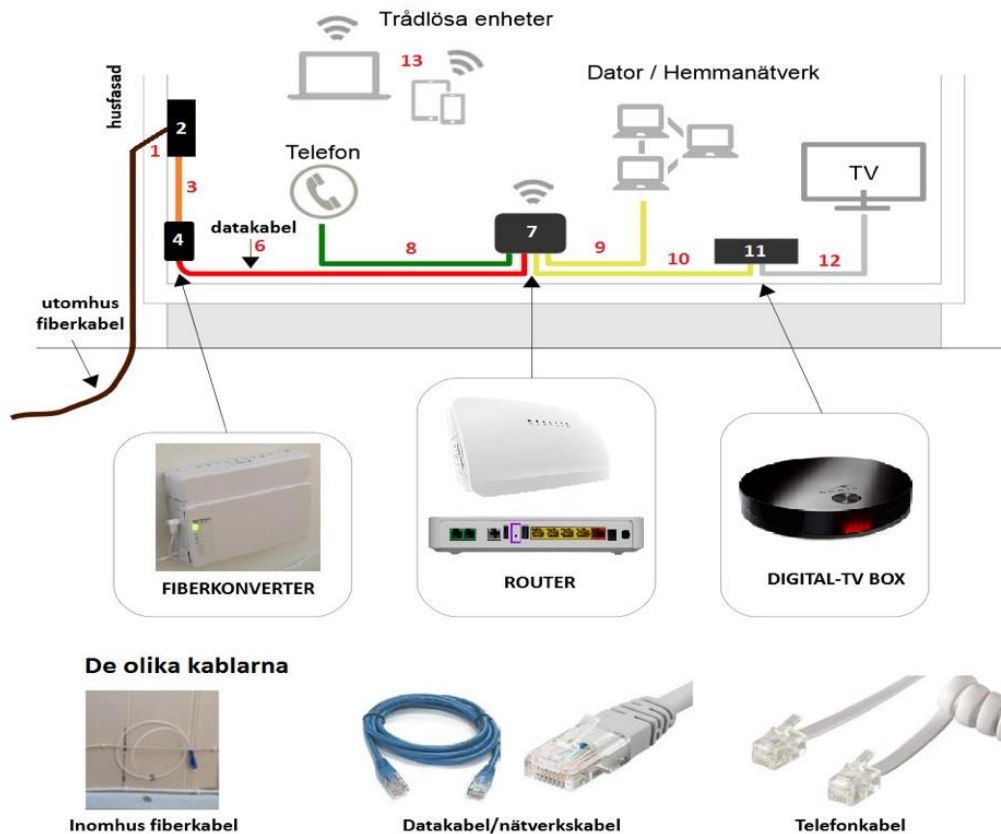 Trådlösa enheter
13
Dator / Hemmanätverk
husfasad
2
1
Telefon
TV
3
datakabel
4
6
8
7
9
10
11
12
utomhus
fiberkabel
FIBERKONVERTER
ROUTER
DIGITAL-TV BOX
De olika kablarna
Inomhus fiberkabel
Datakabel/nätverkskabel
Telefonkabel